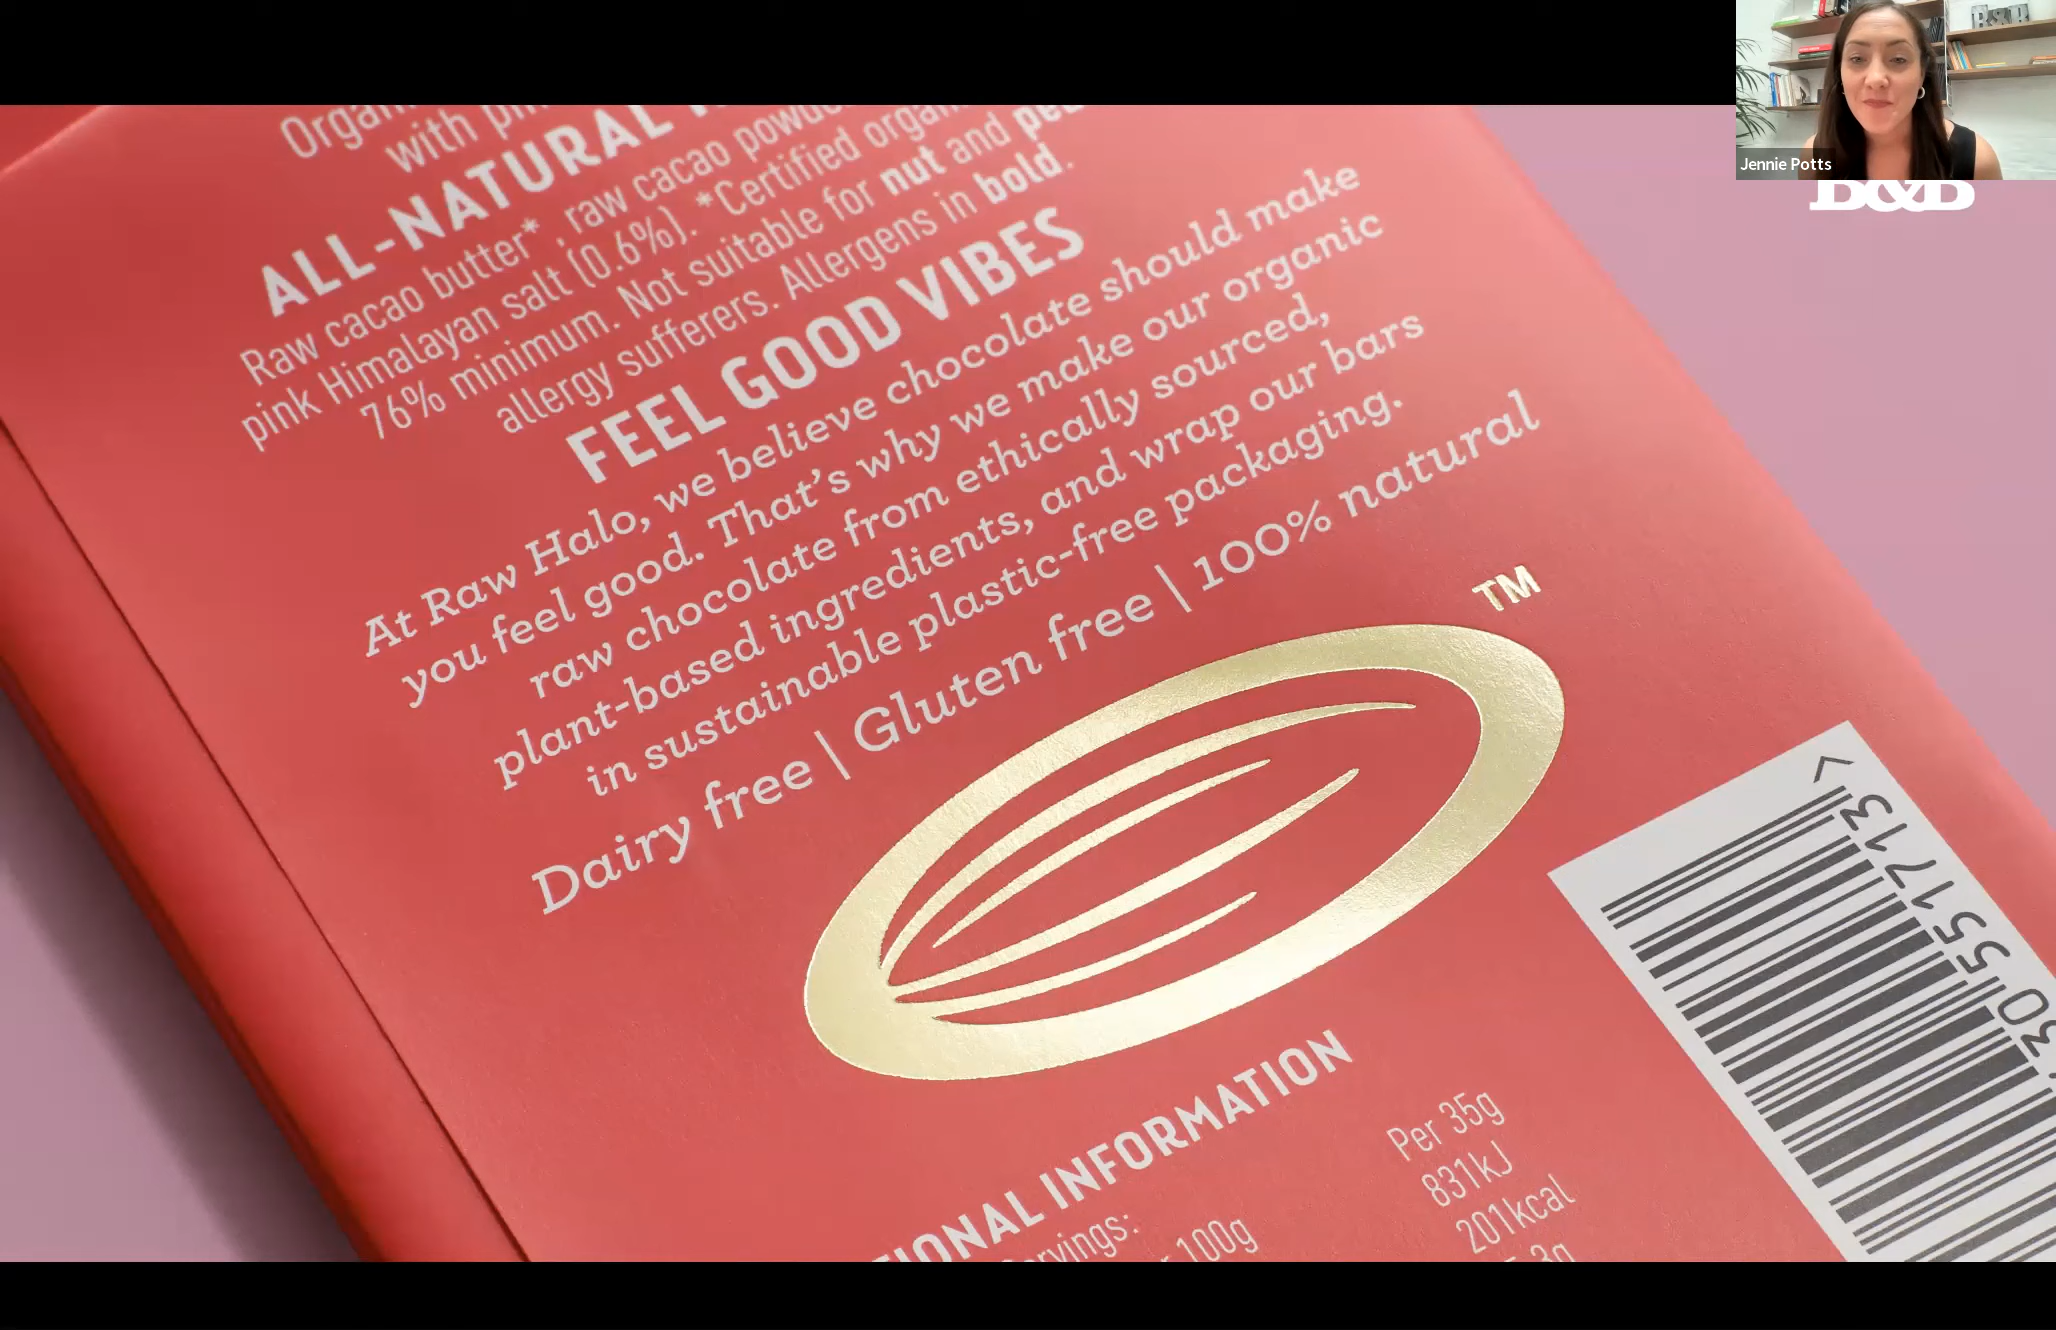 Jennie Potts
with
ALL-NATURAL
Raw cacao butter*, raw cacao
pink Himalayan salt (0.6%). *Certified
76% minimum. Not suitable for nut and
allergy sufferers. Allergens in bold.
FEEL GOOD VIBES
At Raw Halo, we believe chocolate should make
you feel good. That's why we make our organic
raw chocolate from ethically sourced,
plant-based ingredients, and wrap our bars
in sustainable plastic-free packaging.
Dairy free | Gluten free | 100% natural
TM
INFORMATION
Per 35g
100g
831kJ
201kcal